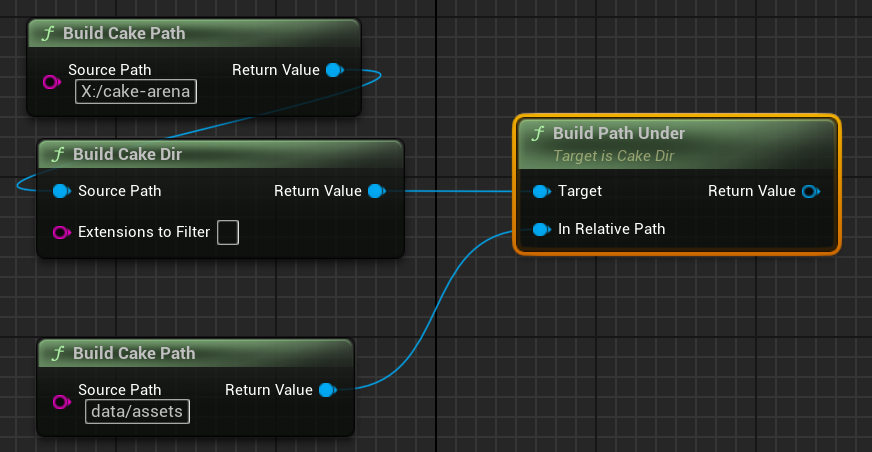 f Build Cake Path
Source Path
Return Value
X:/cake-arena
f Build Cake Dir
Source Path
Return Value
Extensions to Filter
f Build Path Under
Target is Cake Dir
Target
Return Value
In Relative Path
f Build Cake Path
Source Path
Return Value
data/assets